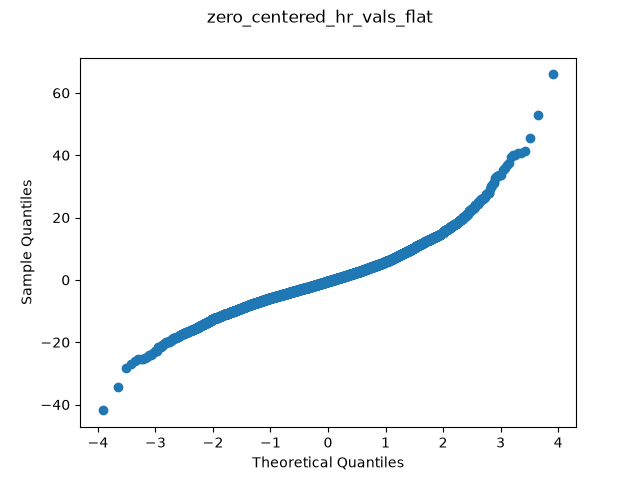 zero_centered_hr_vals_flat
60
40
20
0
−20
−40
Sample Quantiles
−4 −3 −2 −1 0 1 2 3 4
Theoretical Quantiles